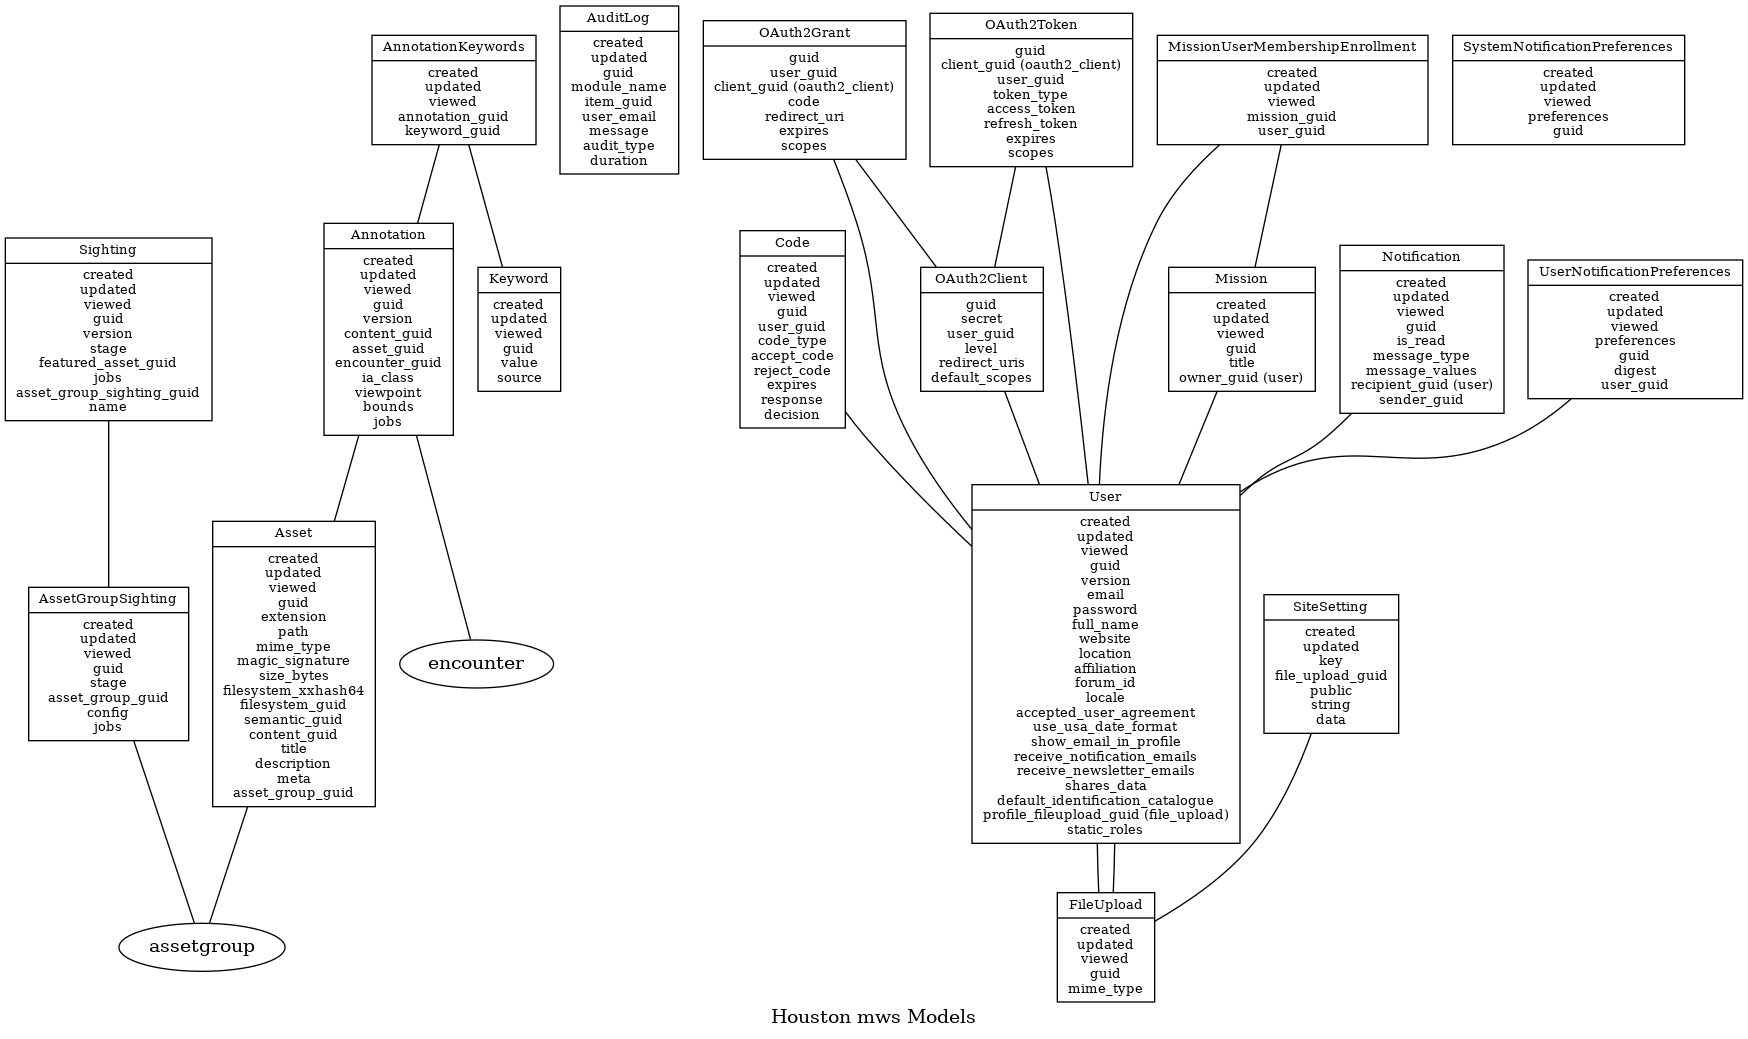 AnnotationKeywords
created
updated
viewed
annotation_guid
keyword_guid
AuditLog
created
updated
guid
module_name
item_guid
user_email
message
audit_type
duration
OAuth2Grant
guid
user_guid
client_guid (oauth2_client)
code
redirect_uri
expires
scopes
OAuth2Token
guid
client_guid (oauth2_client)
user_guid
token_type
access_token
refresh_token
expires
scopes
MissionUserMembershipEnrollment
created
updated
viewed
mission_guid
user_guid
SystemNotificationPreferences
created
updated
viewed
preferences
guid
Sighting
created
updated
viewed
guid
version
stage
featured_asset_guid
jobs
asset_group_sighting_guid
name
Annotation
created
updated
viewed
guid
version
content_guid
asset_guid
encounter_guid
ia_class
viewpoint
bounds
jobs
Keyword
created
updated
viewed
guid
value
source
Code
created
updated
viewed
guid
user_guid
code_type
accept_code
reject_code
expires
response
decision
OAuth2Client
guid
secret
user_guid
level
redirect_uris
default_scopes
Mission
created
updated
viewed
guid
title
owner_guid (user)
Notification
created
updated
viewed
guid
is_read
message_type
message_values
recipient_guid (user)
sender_guid
UserNotificationPreferences
created
updated
viewed
preferences
guid
digest
user_guid
AssetGroupSighting
created
updated
viewed
guid
stage
asset_group_guid
config
jobs
Asset
created
updated
viewed
guid
extension
path
mime_type
magic_signature
size_bytes
filesystem_xxhash64
filesystem_guid
semantic_guid
content_guid
title
description
meta
asset_group_guid
encounter
User
created
updated
viewed
guid
version
email
password
full_name
website
location
affiliation
forum_id
locale
accepted_user_agreement
use_usa_date_format
show_email_in_profile
receive_notification_emails
receive_newsletter_emails
shares_data
default_identification_catalogue
profile_fileupload_guid (file_upload)
static_roles
SiteSetting
created
updated
key
file_upload_guid
public
string
data
assetgroup
FileUpload
created
updated
viewed
guid
mime_type
Houston mws Models